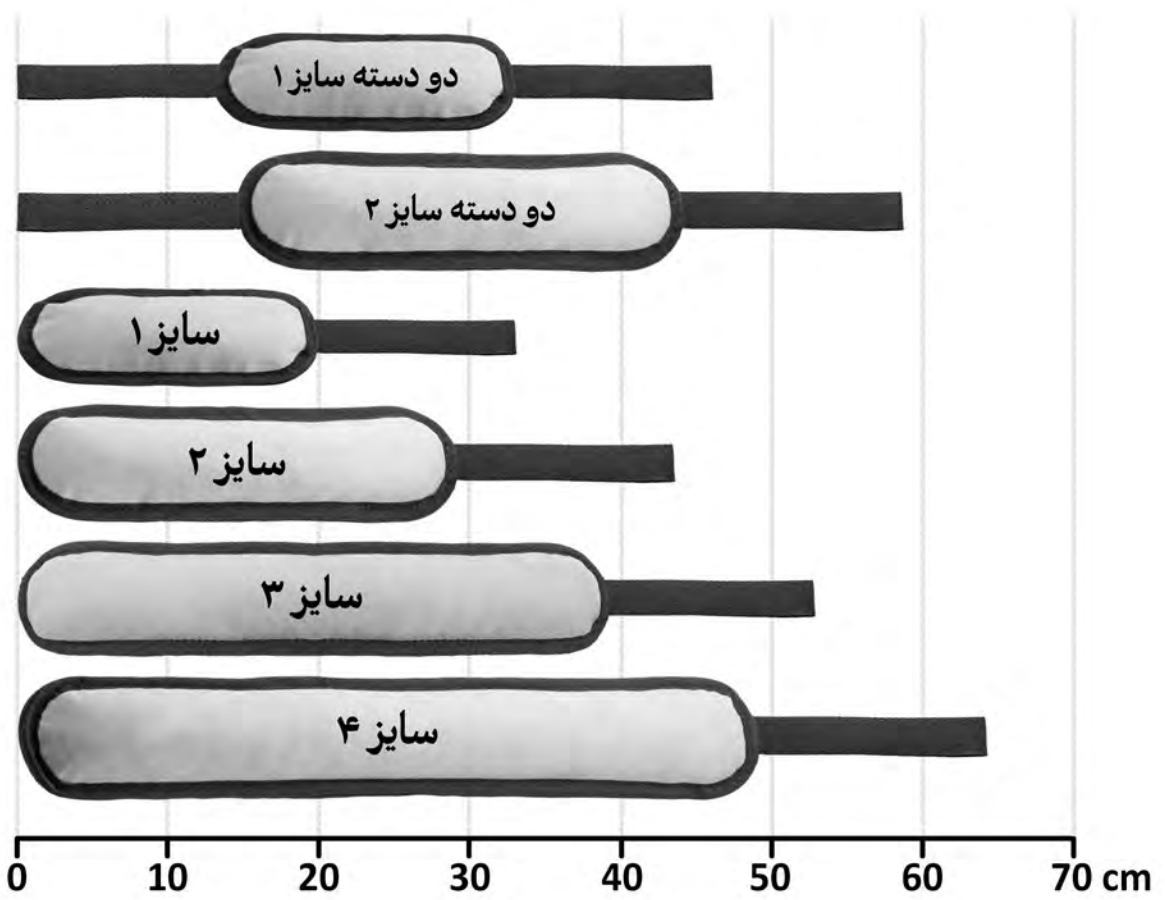 دو دسته سایز ۱
دو دسته سایز ۲
سایز ۱
سایز ۲
سایز ۳
سایز ۴
0 10 20 30 40 50 60 70 cm